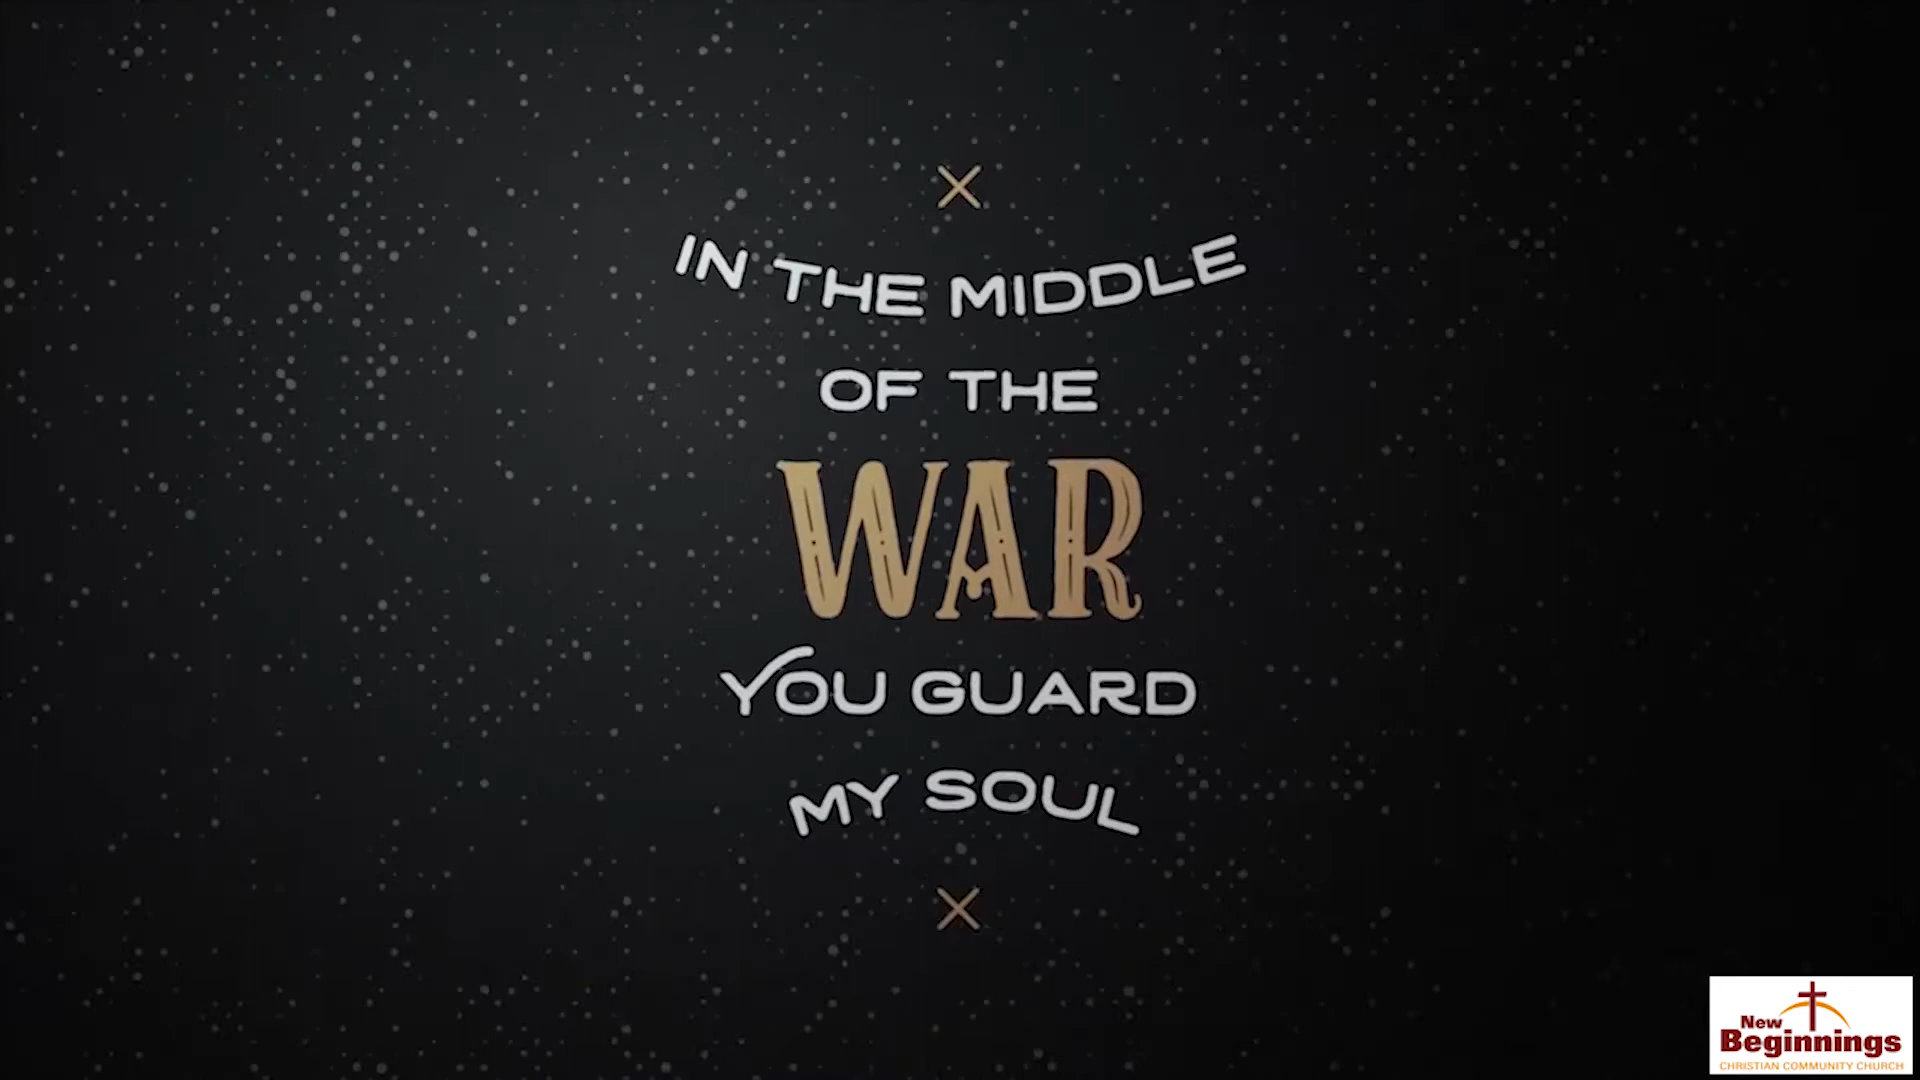 IN THE MIDDLE
OF THE
WAR
YOU GUARD
MY SOUL
New
Beginnings
CHRISTIAN COMMUNITY CHURCH